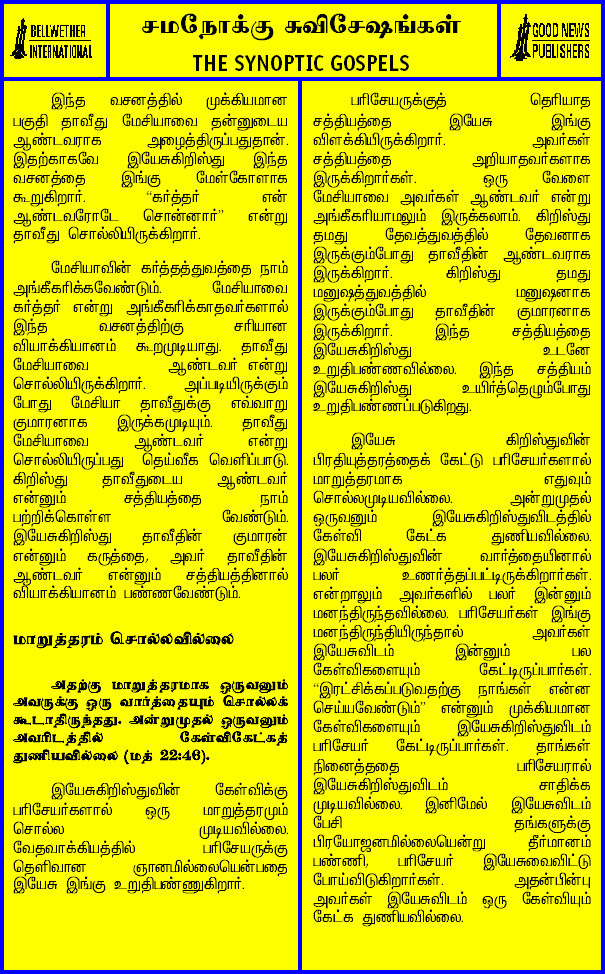 BELLWETHER
INTERNATIONAL
சமநோக்கு சுவிசேஷங்கள்
THE SYNOPTIC GOSPELS
GOOD NEWS
PUBLISHERS
இந்த வசனத்தில் முக்கியமான
பகுதி தாவீது மேசியாவை தன்னுடைய
ஆண்டவராக அழைத்திருப்பதுதான்.
இதற்காகவே இயேசுகிறிஸ்து இந்த
வசனத்தை இங்கு மேள்கோளாக
கூறுகிறார். “கர்த்தர் என்
ஆண்டவரோடே சொன்னார்” என்று
தாவீது சொல்லியிருக்கிறார்.
மேசியாவின் கர்த்தத்துவத்தை நாம்
அங்கீகரிக்கவேண்டும். மேசியாவை
கர்த்தர் என்று அங்கீகரிக்காதவர்களால்
இந்த வசனத்திற்கு சரியான
வியாக்கியானம் கூறமுடியாது. தாவீது
மேசியாவை ஆண்டவர் என்று
சொல்லியிருக்கிறார். அப்படியிருக்கும்
போது மேசியா தாவீதுக்கு எவ்வாறு
குமாரனாக இருக்கமுடியும். தாவீது
மேசியாவை ஆண்டவர் என்று
சொல்லியிருப்பது தெய்வீக வெளிப்பாடு.
கிறிஸ்து தாவீதுடைய ஆண்டவர்
என்னும் சத்தியத்தை நாம்
பற்றிக்கொள்ள வேண்டும்.
இயேசுகிறிஸ்து தாவீதின் குமாரன்
என்னும் கருத்தை, அவர் தாவீதின்
ஆண்டவர் என்னும் சத்தியத்தினால்
வியாக்கியானம் பண்ணவேண்டும்.
மாறுத்தரம் சொல்லவில்லை
அதற்கு மாறுத்தரமாக ஒருவனும்
அவருக்கு ஒரு வார்த்தையும் சொல்லக்
கூடாதிருந்தது. அன்றுமுதல் ஒருவனும்
அவரிடத்தில் கேள்விகேட்கத்
துணியவில்லை (மத் 22:46).
இயேசுகிறிஸ்துவின் கேள்விக்கு
பரிசேயர்களால் ஒரு மாறுத்தரமும்
சொல்ல முடியவில்லை.
வேதவாக்கியத்தில் பரிசேயருக்கு
தெளிவான ஞானமில்லையென்பதை
இயேசு இங்கு உறுதிபண்ணுகிறார்.
பரிசேயருக்குத் தெரியாத
சத்தியத்தை இயேசு இங்கு
விளக்கியிருக்கிறார். அவர்கள்
சத்தியத்தை அறியாதவர்களாக
இருக்கிறார்கள். ஒரு வேளை
மேசியாவை அவர்கள் ஆண்டவர் என்று
அங்கீகரியாமலும் இருக்கலாம். கிறிஸ்து
தமது தேவத்துவத்தில் தேவனாக
இருக்கும்போது தாவீதின் ஆண்டவராக
இருக்கிறார். கிறிஸ்து தமது
மனுஷத்துவத்தில் மனுஷனாக
இருக்கும்போது தாவீதின் குமாரனாக
இருக்கிறார். இந்த சத்தியத்தை
இயேசுகிறிஸ்து உடனே
உறுதிபண்ணவில்லை. இந்த சத்தியம்
இயேசுகிறிஸ்து உயிர்த்தெழும்போது
உறுதிபண்ணப்படுகிறது.
இயேசு கிறிஸ்துவின்
பிரதியுத்தரத்தைக் கேட்டு பரிசேயர்களால்
மாறுத்தரமாக எதுவும்
சொல்லமுடியவில்லை. அன்றுமுதல்
ஒருவனும் இயேசுகிறிஸ்துவிடத்தில்
கேள்வி கேட்க துணியவில்லை.
இயேசுகிறிஸ்துவின் வார்த்தையினால்
பலர் உணர்த்தப்பட்டிருக்கிறார்கள்.
என்றாலும் அவர்களில் பலர் இன்னும்
மனந்திருந்தவில்லை. பரிசேயர்கள் இங்கு
மனந்திருந்தியிருந்தால் அவர்கள்
இயேசுவிடம் இன்னும் பல
கேள்விகளையும் கேட்டிருப்பார்கள்.
“இரட்சிக்கப்படுவதற்கு நாங்கள் என்ன
செய்யவேண்டும்” என்னும் முக்கியமான
கேள்விகளையும் இயேசுகிறிஸ்துவிடம்
பரிசேயர் கேட்டிருப்பார்கள். தாங்கள்
நினைத்ததை பரிசேயரால்
இயேசுகிறிஸ்துவிடம் சாதிக்க
முடியவில்லை. இனிமேல் இயேசுவிடம்
பேசி தங்களுக்கு
பிரயோஜனமில்லையென்று தீர்மானம்
பண்ணி, பரிசேயர் இயேசுவைவிட்டு
போய்விடுகிறார்கள். அதன்பின்பு
அவர்கள் இயேசுவிடம் ஒரு கேள்வியும்
கேட்க துணியவில்லை.